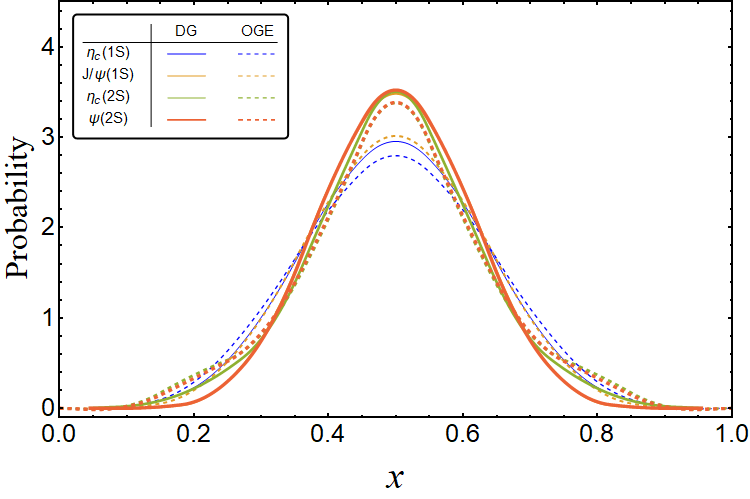 DG OGE
ηc(1S)
J/ψ(1S)
ηc(2S)
ψ(2S)
Probability
4
3
2
1
0
0.0 0.2 0.4 0.6 0.8 1.0
x